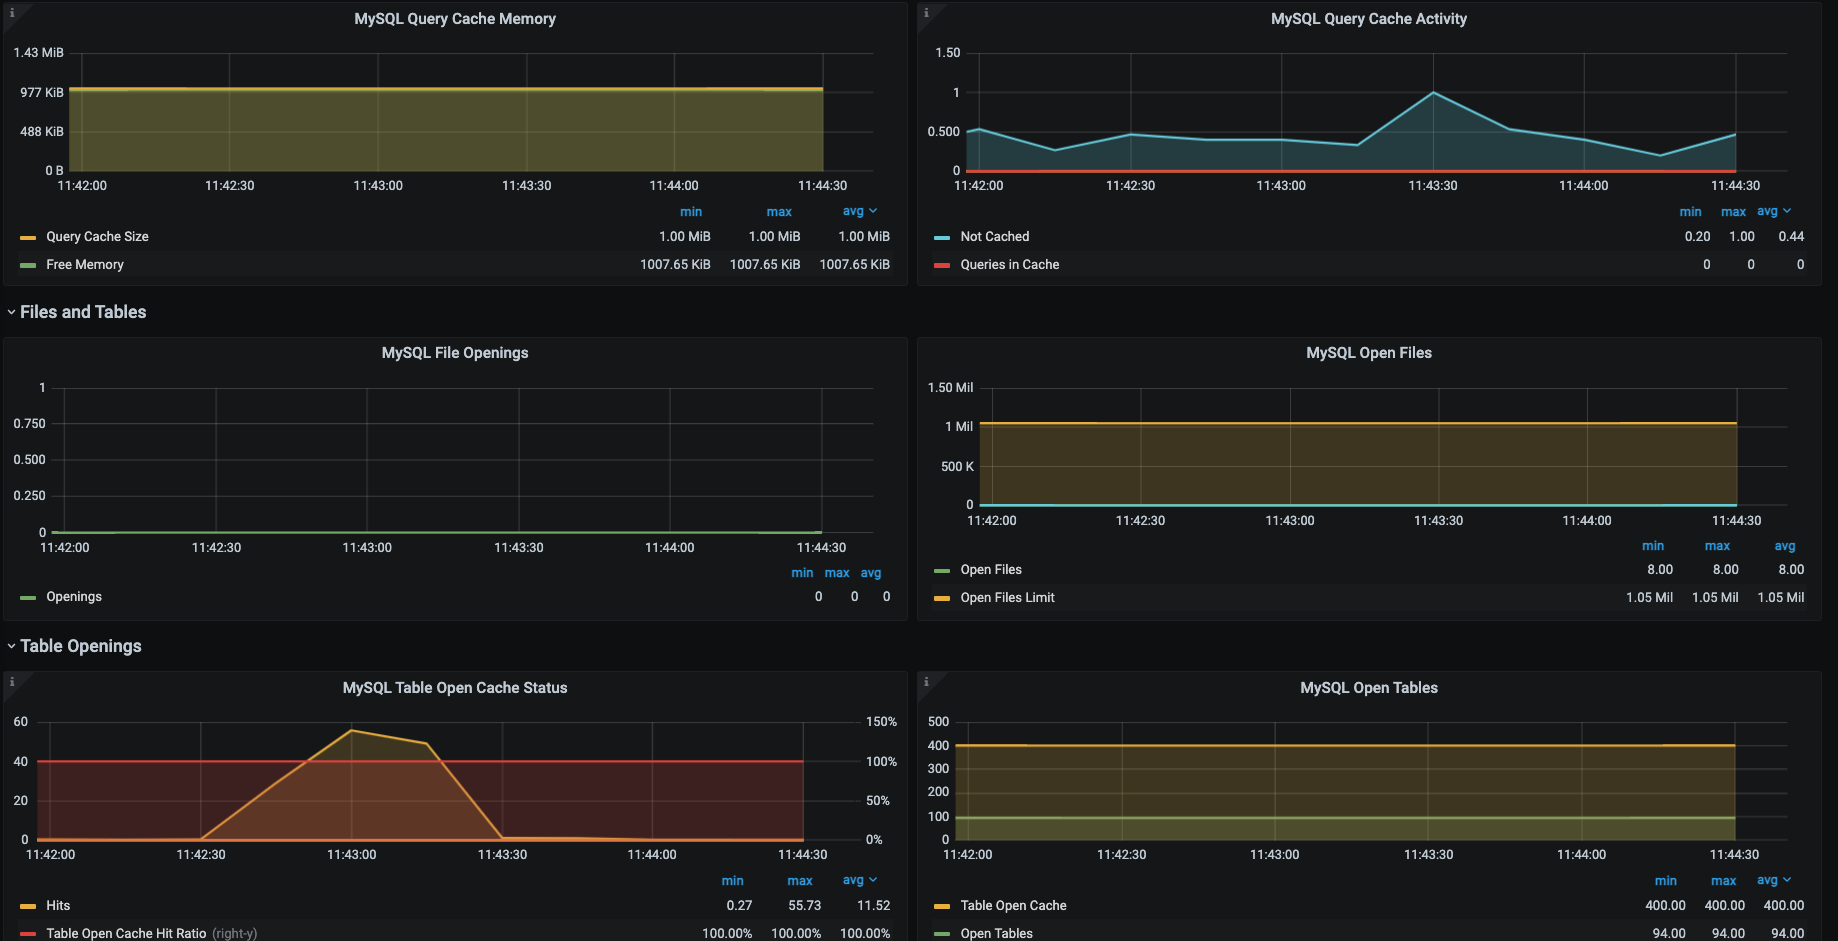 MySQL Query Cache Memory
1.43 MiB
977 KiB
488 KiB
0 B
11:42:00 11:42:30 11:43:00 11:43:30 11:44:00 11:44:30
min max avg
Query Cache Size 1.00 MiB 1.00 MiB 1.00 MiB
Free Memory 1007.65 KiB 1007.65 KiB 1007.65 KiB
MySQL Query Cache Activity
1.50
1
0.500
0
11:42:00 11:42:30 11:43:00 11:43:30 11:44:00 11:44:30
min max avg
Not Cached 0.20 1.00 0.44
Queries in Cache 0 0 0
Files and Tables
MySQL File Openings
1
0.750
0.500
0.250
0
11:42:00 11:42:30 11:43:00 11:43:30 11:44:00 11:44:30
min max avg
Openings 0 0 0
MySQL Open Files
1.50 Mil
1 Mil
500 K
0
11:42:00 11:42:30 11:43:00 11:43:30 11:44:00 11:44:30
min max avg
Open Files 8.00 8.00 8.00
Open Files Limit 1.05 Mil 1.05 Mil 1.05 Mil
Table Openings
MySQL Table Open Cache Status
60 150%
40 100%
20 50%
0 0%
11:42:00 11:42:30 11:43:00 11:43:30 11:44:00 11:44:30
min max avg
Hits 0.27 55.73 11.52
Table Open Cache Hit Ratio (right-y) 100.00% 100.00% 100.00%
MySQL Open Tables
500
400
300
200
100
0
11:42:00 11:42:30 11:43:00 11:43:30 11:44:00 11:44:30
min max avg
Table Open Cache 400.00 400.00 400.00
Open Tables 94.00 94.00 94.00